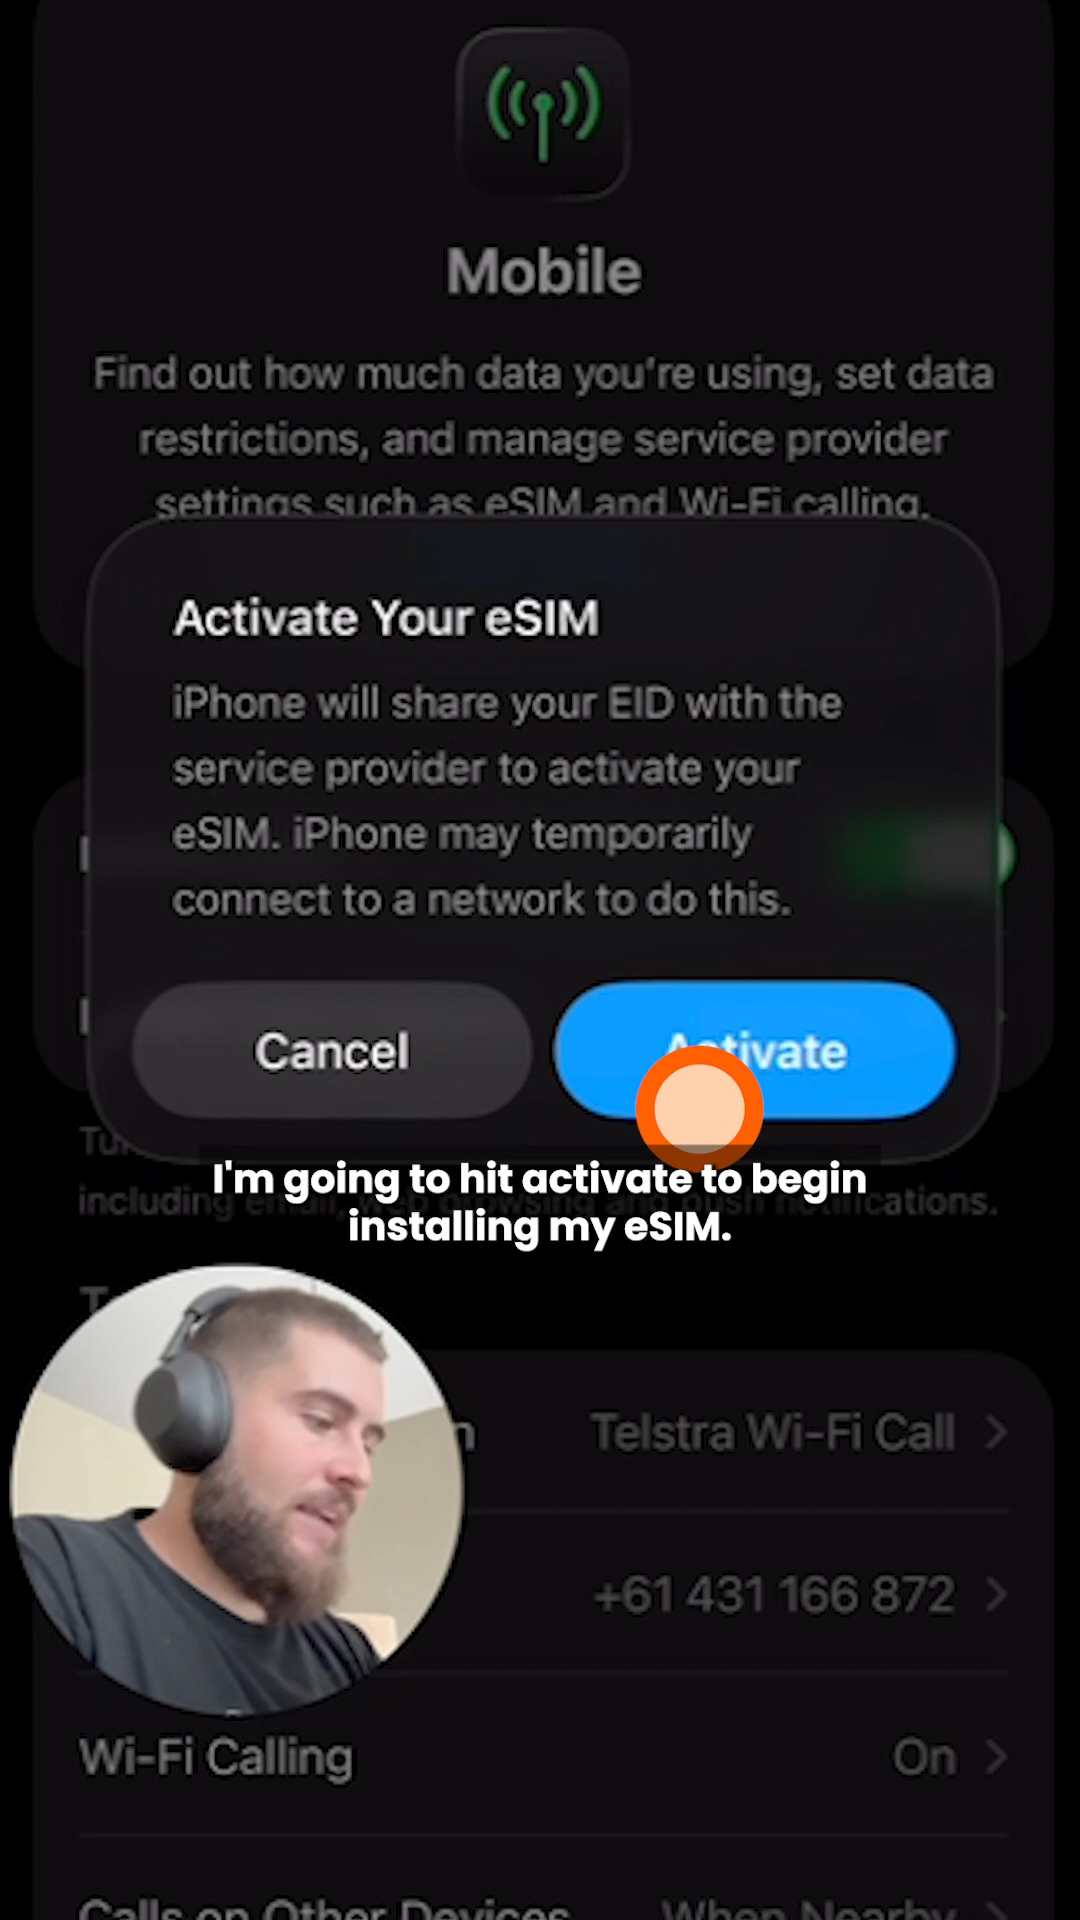 Mobile
Find out how much data you're using, set data
restrictions, and manage service provider
settings such as eSIM and Wi-Fi calling.
Activate Your eSIM
iPhone will share your EID with the
service provider to activate your
eSIM. iPhone may temporarily
connect to a network to do this.
Cancel
Activate
I'm going to hit activate to begin
installing my eSIM.
including
notifications.
Telstra Wi-Fi Call
+61 431 166 872
Wi-Fi Calling
On
Calls on Other Devices
When Nearby